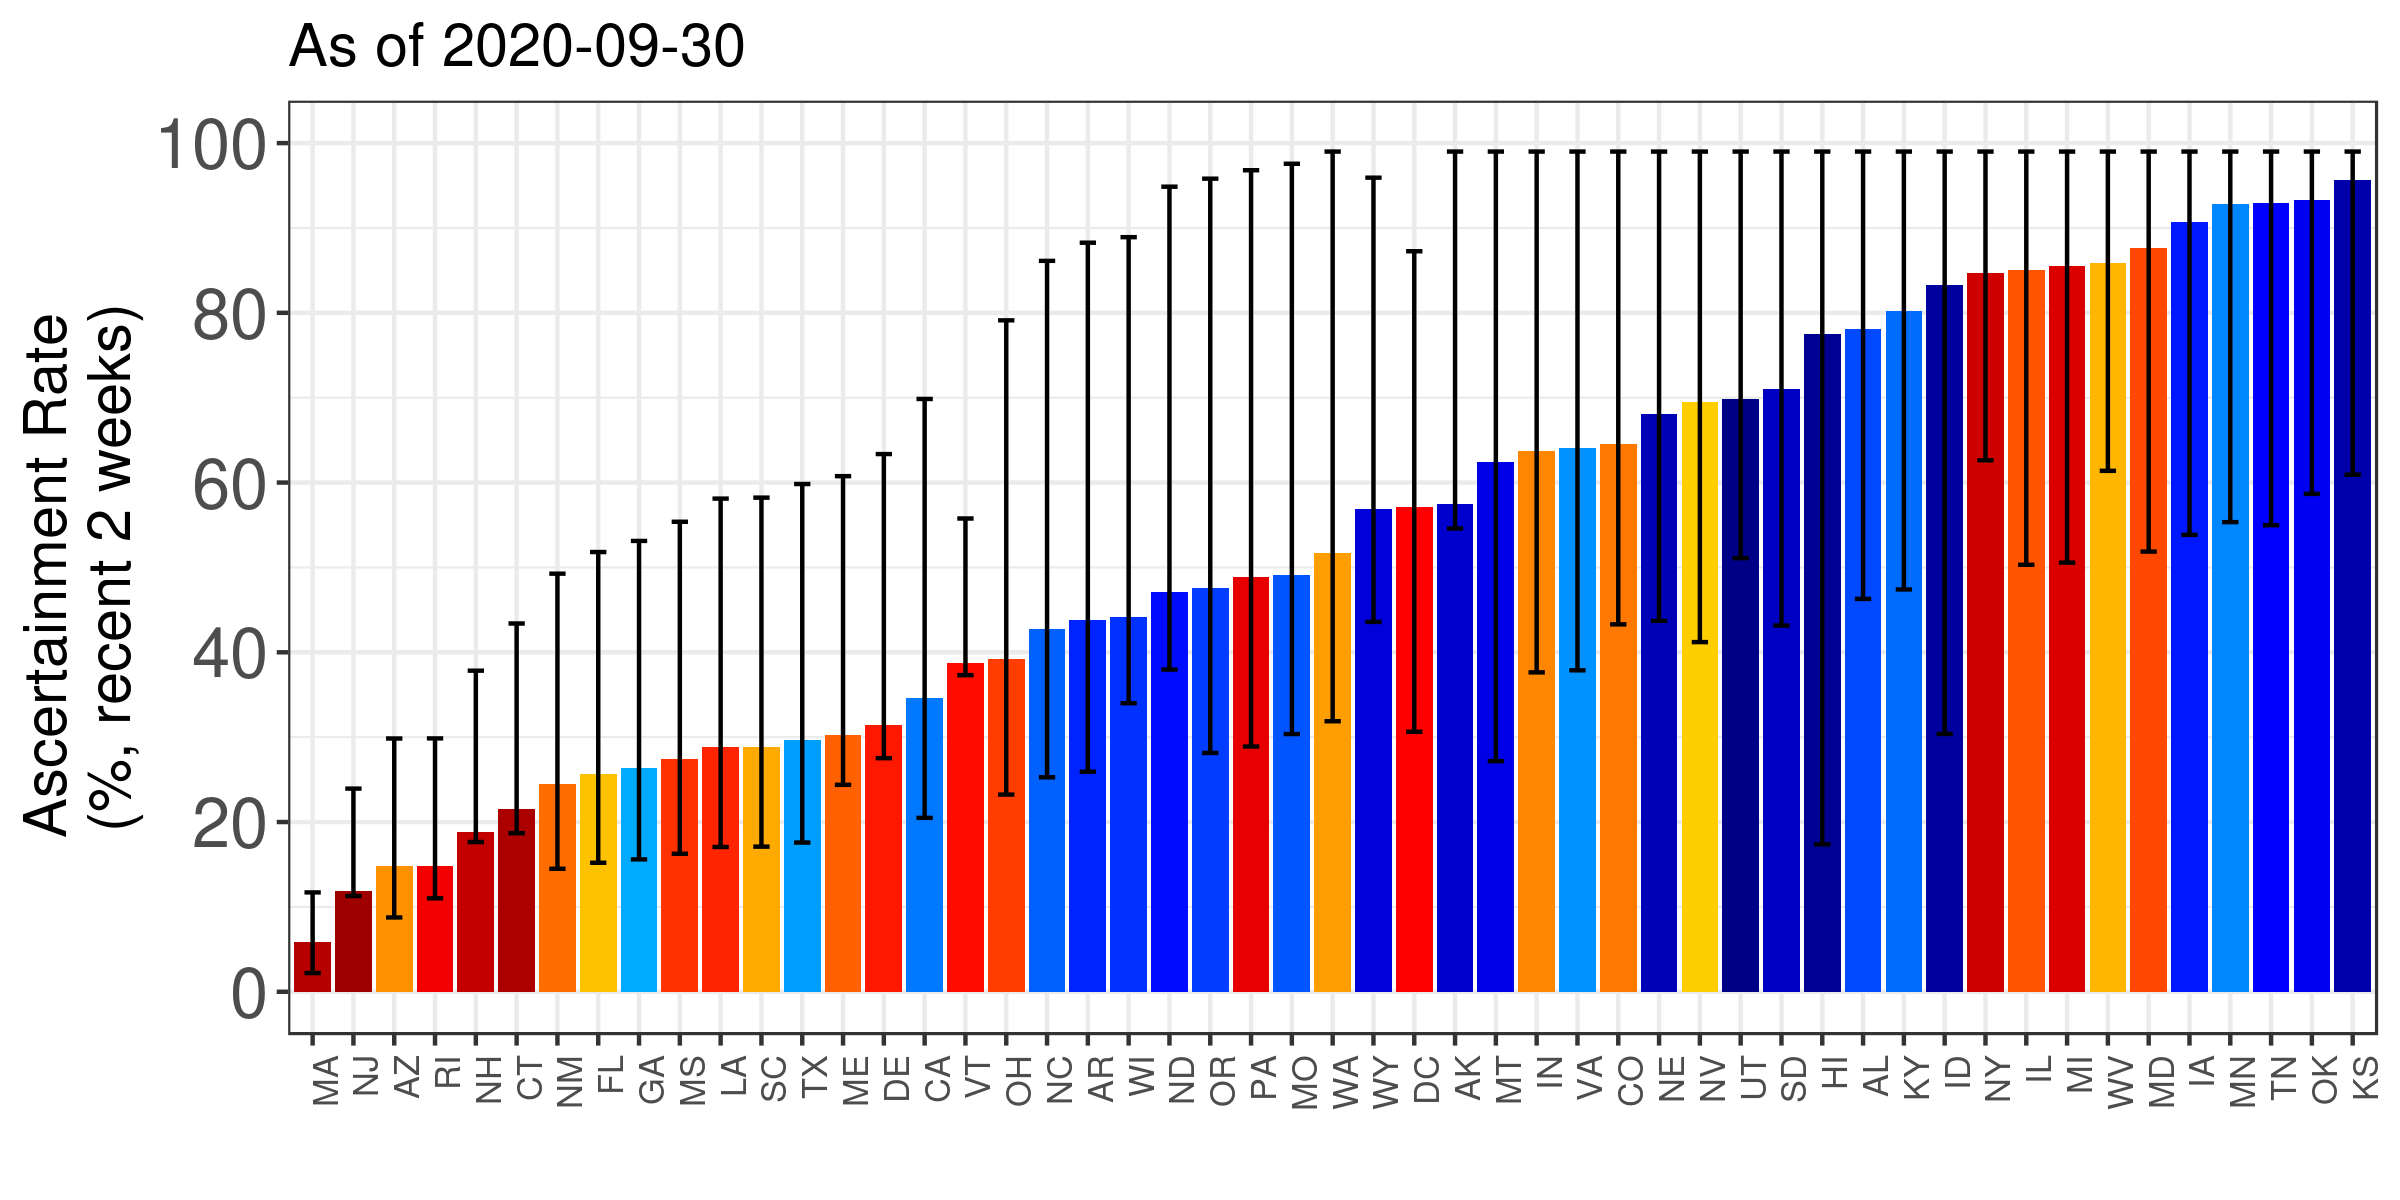 As of 2020-09-30
Ascertainment Rate
(%, recent 2 weeks)
100
80
60
40
20
0
MA NJ AZ RI NH CT NM FL GA MS LA SC TX ME DE CA VT OH NC AR WI ND OR PA MO WA WY DC AK MT IN VA CO NE NV UT SD HI AL KY ID NY IL MI WV MD IA MN TN OK KS